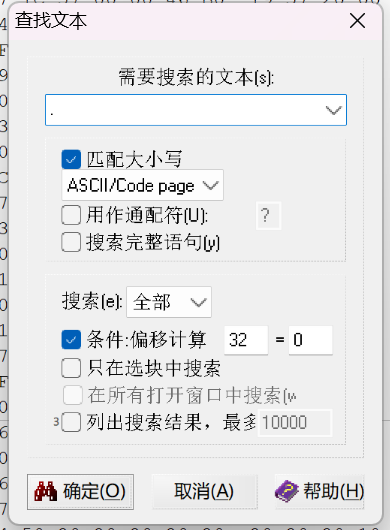 查找文本
需要搜索的文本(s):
.
匹配大小写
ASCII/Code page
用作通配符(U): ?
搜索完整语句(y)
搜索(e): 全部
条件:偏移计算 32 = 0
只在选块中搜索
在所有打开窗口中搜索(w
3 列出搜索结果，最多 10000
确定(O) 取消(A) 帮助(H)